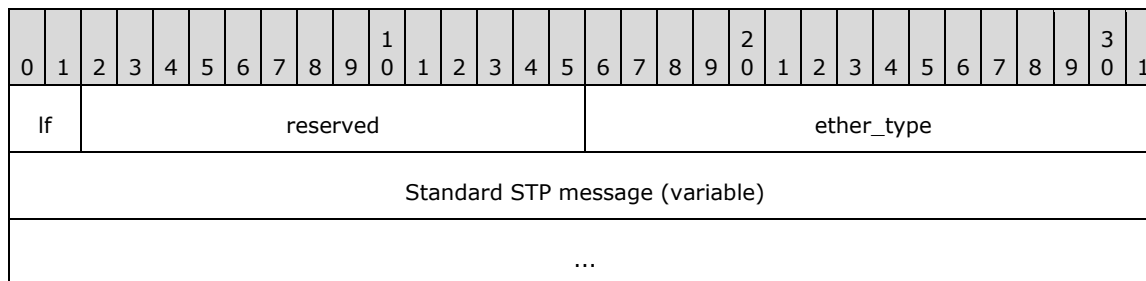 1 2 3
0 1 2 3 4 5 6 7 8 9 0 1 2 3 4 5 6 7 8 9 0 1 2 3 4 5 6 7 8 9 0 1
lf reserved ether_type
Standard STP message (variable)
...